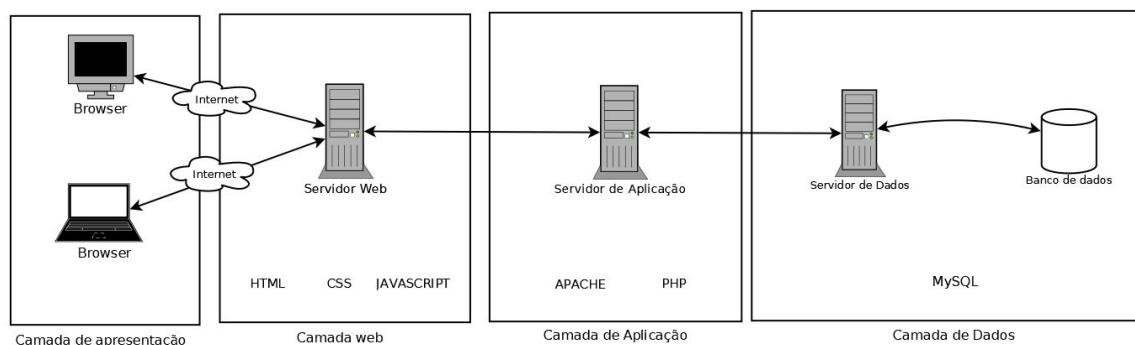 Browser
Internet
Internet
Browser
Camada de apresentação
Servidor Web
HTML CSS JAVASCRIPT
Camada web
Servidor de Aplicação
APACHE PHP
Camada de Aplicação
Servidor de Dados
Banco de dados
MySQL
Camada de Dados